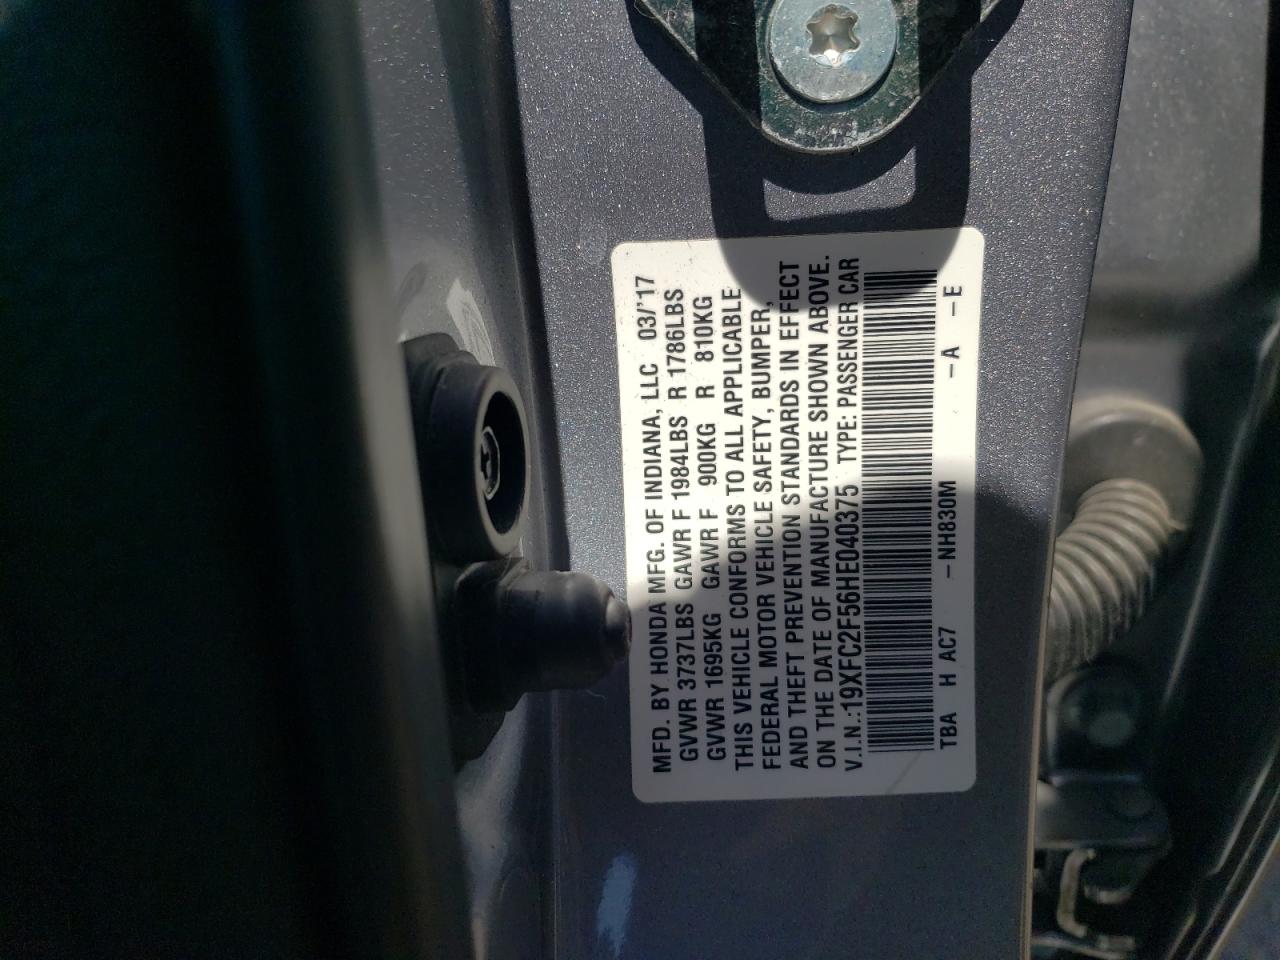 MFD. BY HONDA MFG. OF INDIANA, LLC 03/'17
GVWR 3737LBS GAWR F 1984LBS R 1786LBS
GVWR 1695KG GAWR F 900KG R 810KG
THIS VEHICLE CONFORMS TO ALL APPLICABLE
FEDERAL MOTOR VEHICLE SAFETY, BUMPER,
AND THEFT PREVENTION STANDARDS IN EFFECT
ON THE DATE OF MANUFACTURE SHOWN ABOVE.
V.I.N.:19XFC2F56HE040375 TYPE: PASSENGER CAR
TBA H AC7 -NH830M -A -E